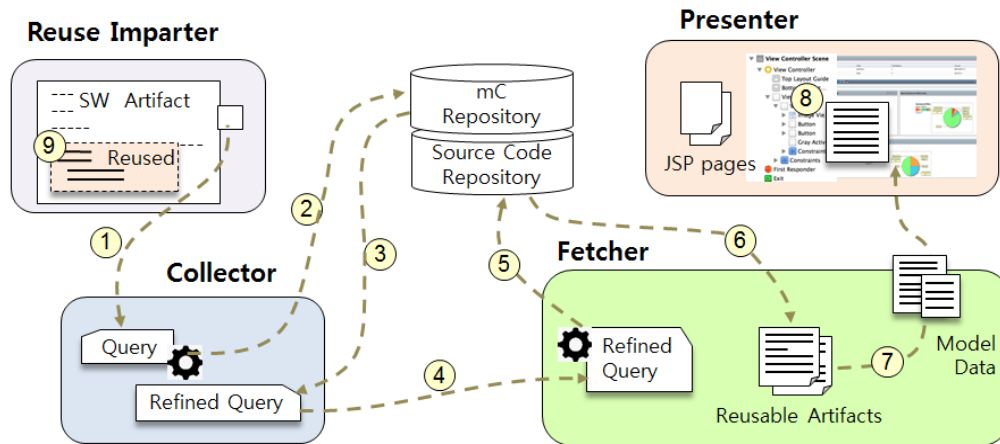 Reuse Imparter
SW Artifact
9
Reused
mC
Repository
Source Code
Repository
Presenter
JSP pages
View Controller Scene
View Controller
Top Layout Guide
8
Button
Button
Constraints
Constraints
First Responder
Exit
1
2
3
5
6
Collector
Query
Refined Query
4
Fetcher
Refined
Query
Reusable Artifacts
7
Model
Data